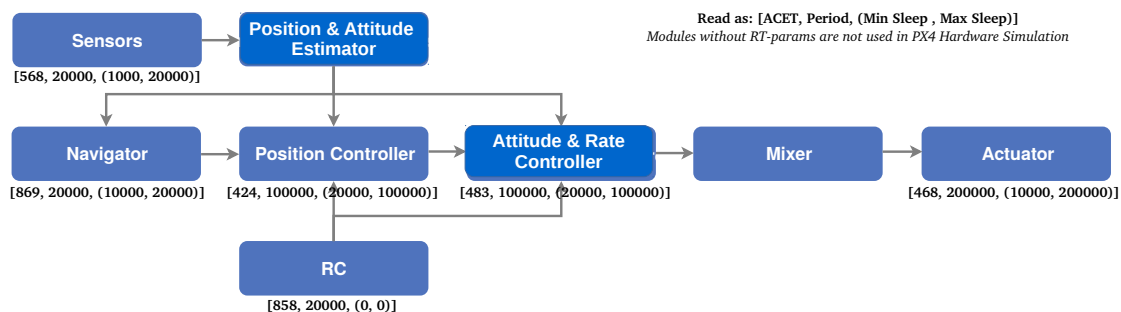 Sensors
[568, 20000, (1000, 20000)]
Position & Attitude
Estimator
Read as: [ACET, Period, (Min Sleep , Max Sleep)]
Modules without RT-params are not used in PX4 Hardware Simulation
Navigator
[869, 20000, (10000, 20000)]
Position Controller
[424, 100000, (20000, 100000)]
Attitude & Rate
Controller
[483, 100000, (20000, 100000)]
Mixer
Actuator
[468, 200000, (10000, 200000)]
RC
[858, 20000, (0, 0)]